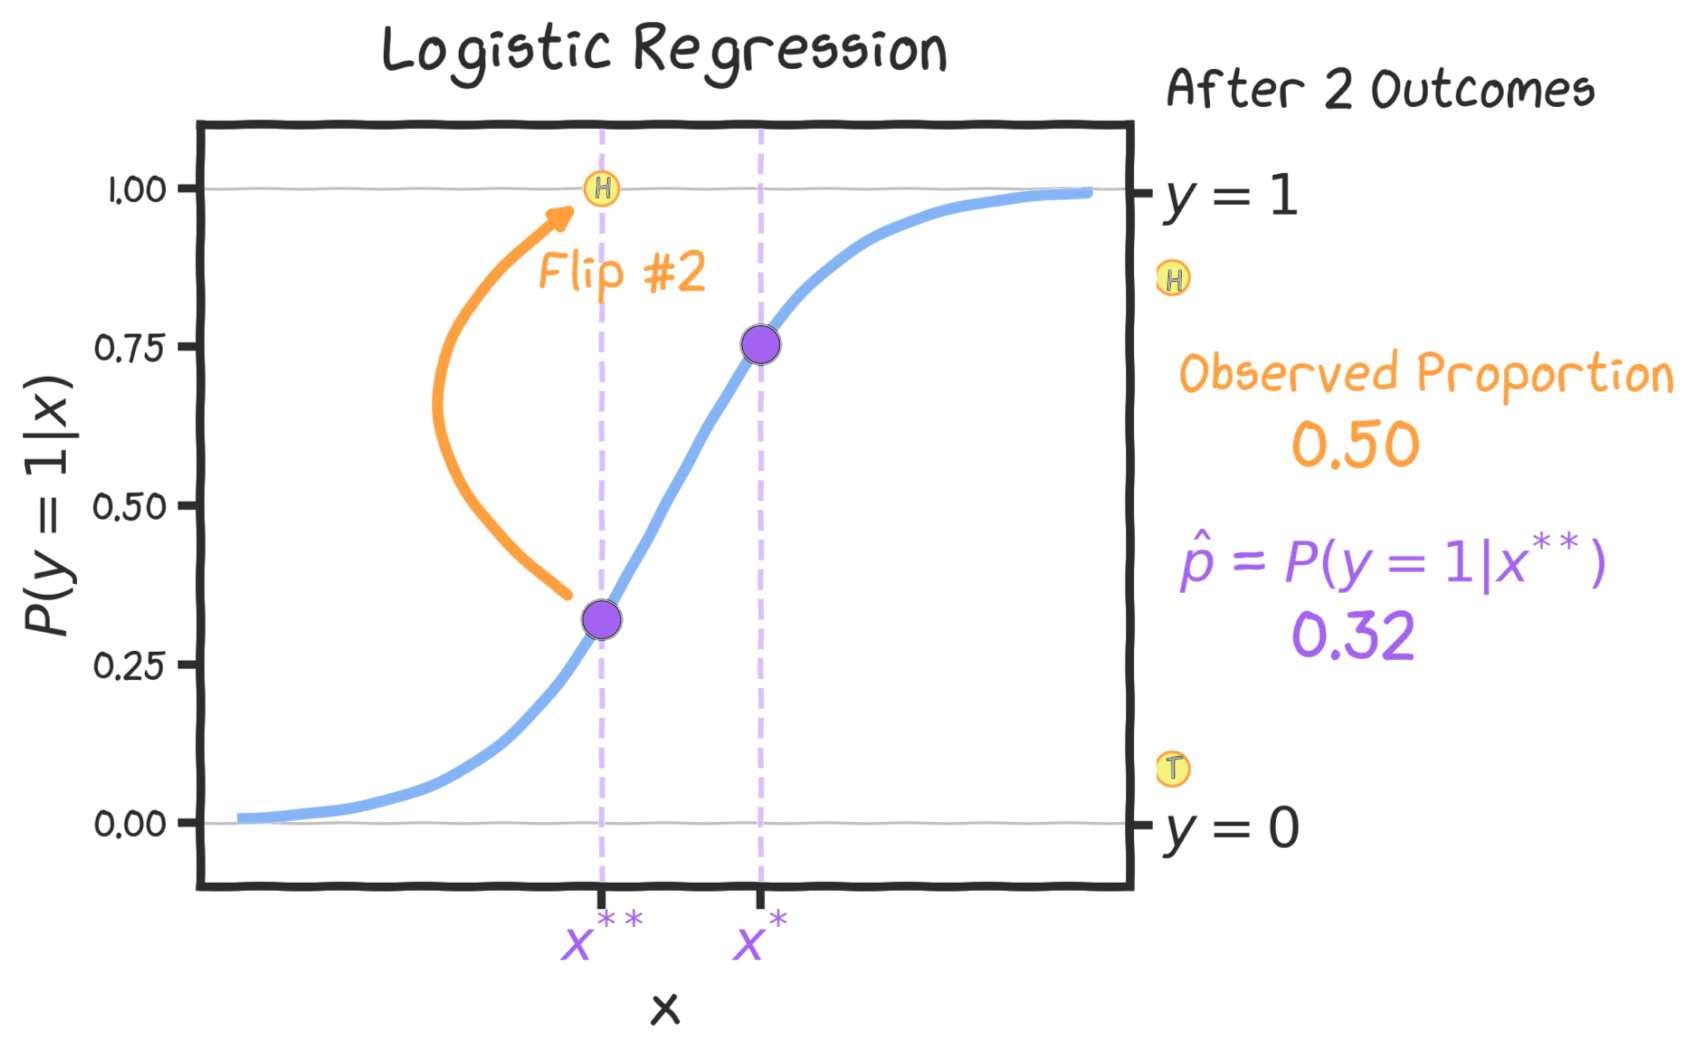 Logistic Regression
After 2 Outcomes
1.00
0.75
0.50
0.25
0.00
P(y = 1|x)
H
Flip #2
x**
x*
x
y = 1
H
Observed Proportion
0.50
p̂ = P(y = 1|x**)
0.32
T
y = 0